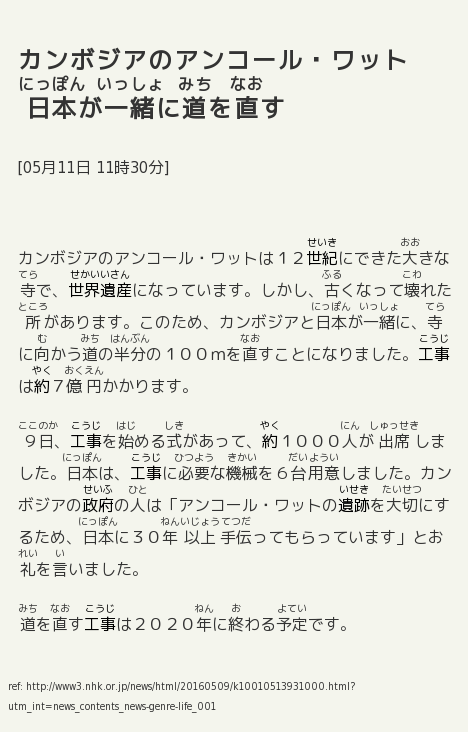 カンボジアのアンコール・ワット
にっぽん いっしょ みち なお
日本が一緒に道を直す
[05月11日 11時30分]
せいき おお
カンボジアのアンコール・ワットは１２世紀にできた大きな
てら せかいいさん ふる こわ
寺で、世界遺産になっています。しかし、古くなって壊れた
ところ にっぽん いっしょ てら
所があります。このため、カンボジアと日本が一緒に、寺
む みち はんぶん なお こうじ
に向かう道の半分の１００ｍを直すことになりました。工事
やく おくえん
は約７億円かかります。
ここのか こうじ はじ しき やく にん しゅっせき
９日、工事を始める式があって、約１０００人が出席しま
にっぽん こうじ ひつよう きかい だいようい
した。日本は、工事に必要な機械を６台用意しました。カン
せいふ ひと いせき たいせつ
ボジアの政府の人は「アンコール・ワットの遺跡を大切にす
にっぽん ねんいじょうてつだ
るため、日本に３０年以上手伝ってもらっています」とお
れい い
礼を言いました。
みち なお こうじ ねん お よてい
道を直す工事は２０２０年に終わる予定です。
ref: http://www3.nhk.or.jp/news/html/20160509/k10010513931000.html?
utm_int=news_contents_news-genre-life_001